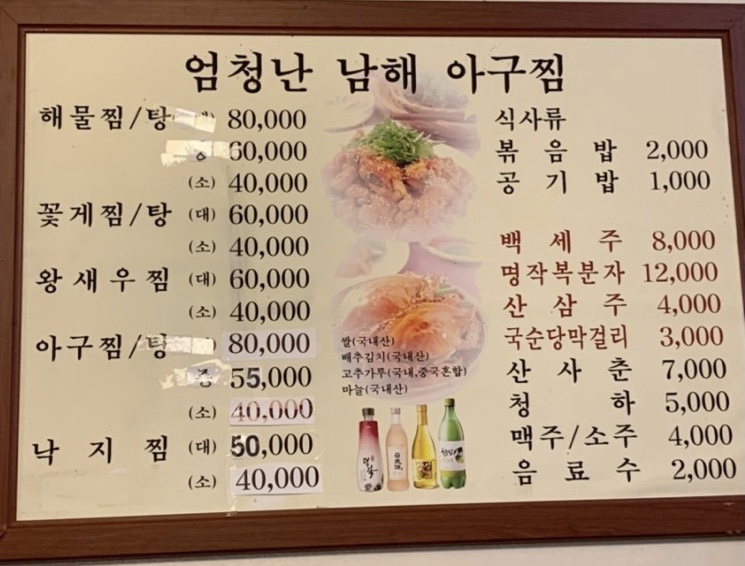 엄청난 남해 아구찜
해물찜/탕 80,000
중 60,000
(소) 40,000
꽃게찜/탕 (대) 60,000
(소) 40,000
왕새우찜 (대) 60,000
(소) 40,000
아구찜/탕 80,000
중 55,000
(소) 40,000
낙지찜 (대) 50,000
(소) 40,000
쌀(국내산)
배추김치(국내산)
고추가루(국내,중국혼합)
마늘(국내산)
식사류
볶음밥 2,000
공기밥 1,000
백세주 8,000
명작복분자 12,000
산삼주 4,000
국순당막걸리 3,000
산사춘 7,000
청하 5,000
맥주/소주 4,000
음료수 2,000